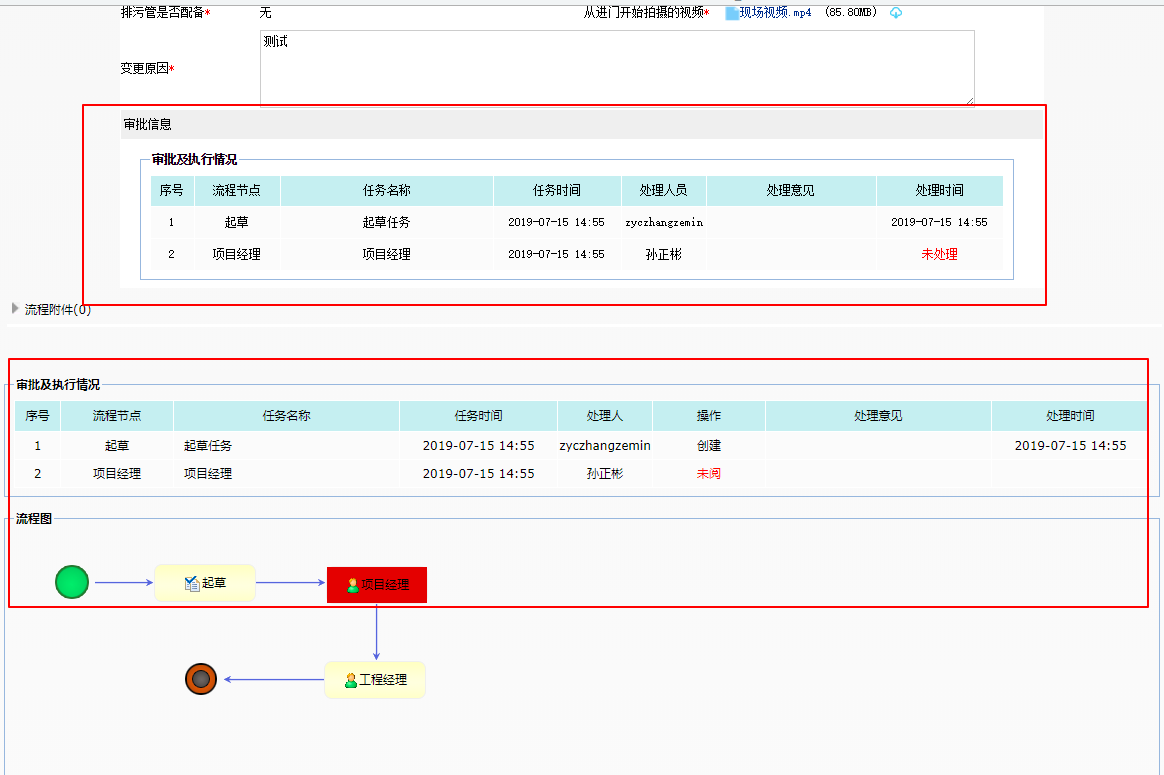 排污管是否配备* 无 从进门开始拍摄的视频* 现场视频.mp4 (85.80MB)
变更原因* 测试
审批信息
审批及执行情况
序号 流程节点 任务名称 任务时间 处理人员 处理意见 处理时间
1 起草 起草任务 2019-07-15 14:55 zyczhangzemin 2019-07-15 14:55
2 项目经理 项目经理 2019-07-15 14:55 孙正彬 未处理
流程附件(0)
审批及执行情况
序号 流程节点 任务名称 任务时间 处理人 操作 处理意见 处理时间
1 起草 起草任务 2019-07-15 14:55 zyczhangzemin 创建 2019-07-15 14:55
2 项目经理 项目经理 2019-07-15 14:55 孙正彬 未阅
流程图
起草 项目经理
工程经理